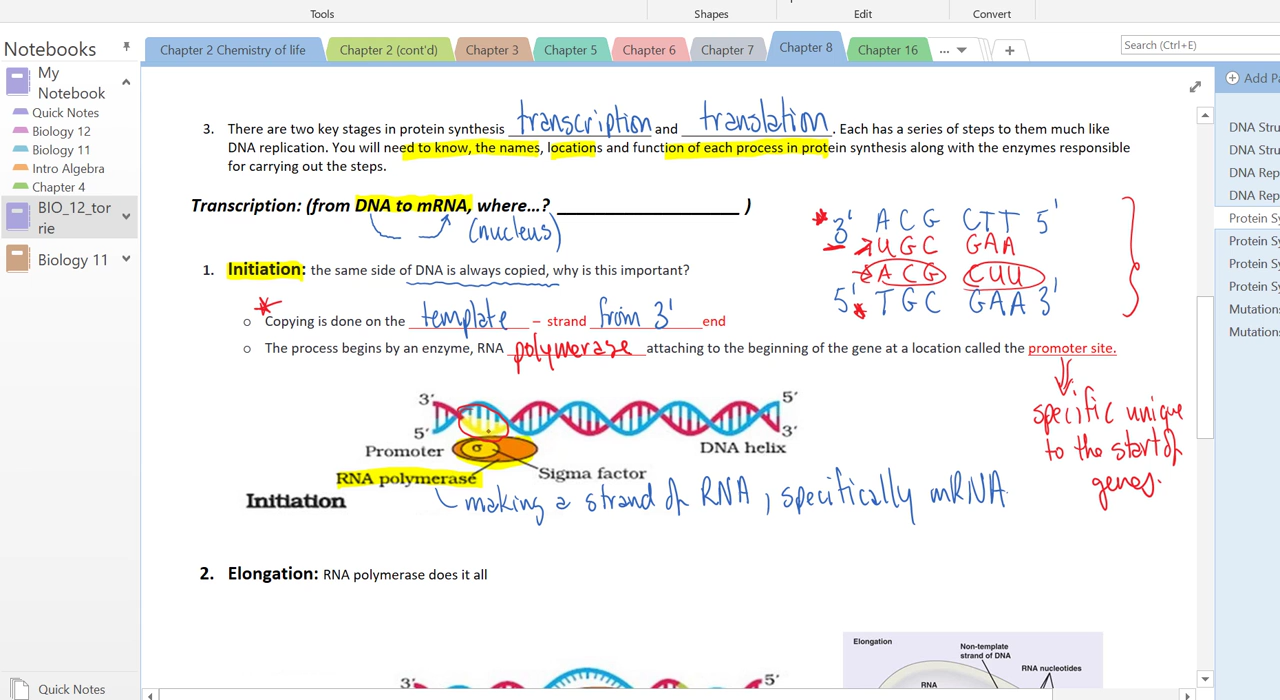 Tools
Shapes
Edit
Convert
Notebooks
Chapter 2 Chemistry of life
Chapter 2 (cont'd)
Chapter 3
Chapter 5
Chapter 6
Chapter 7
Chapter 8
Chapter 16
...
+
Search (Ctrl+E)
My Notebook
Quick Notes
Biology 12
Biology 11
Intro Algebra
Chapter 4
BIO_12_tor
rie
Biology 11
Quick Notes
Add Pa
DNA Stru
DNA Stru
DNA Rep
DNA Rep
Protein Sy
Protein Sy
Protein Sy
Protein Sy
Mutation
Mutation
3. There are two key stages in protein synthesis transcription and translation. Each has a series of steps to them much like
DNA replication. You will need to know, the names, locations and function of each process in protein synthesis along with the enzymes responsible
for carrying out the steps.
Transcription: (from DNA to mRNA, where...? ____________________ )
(nucleus)
3' ACG CTT 5'
UGC GAA
ACG CUU
5' TGC GAA 3'
1. Initiation: the same side of DNA is always copied, why is this important?
o Copying is done on the template – strand from 3' end
o The process begins by an enzyme, RNA polymerase attaching to the beginning of the gene at a location called the promoter site.
specific unique
to the start of
genes.
3′ 5′
5′ 3′
Promoter
DNA helix
σ
RNA polymerase
Sigma factor
Initiation
making a strand of RNA, specifically mRNA
2. Elongation: RNA polymerase does it all
3′ 5′
Elongation
Non-template
strand of DNA
RNA nucleotides
RNA